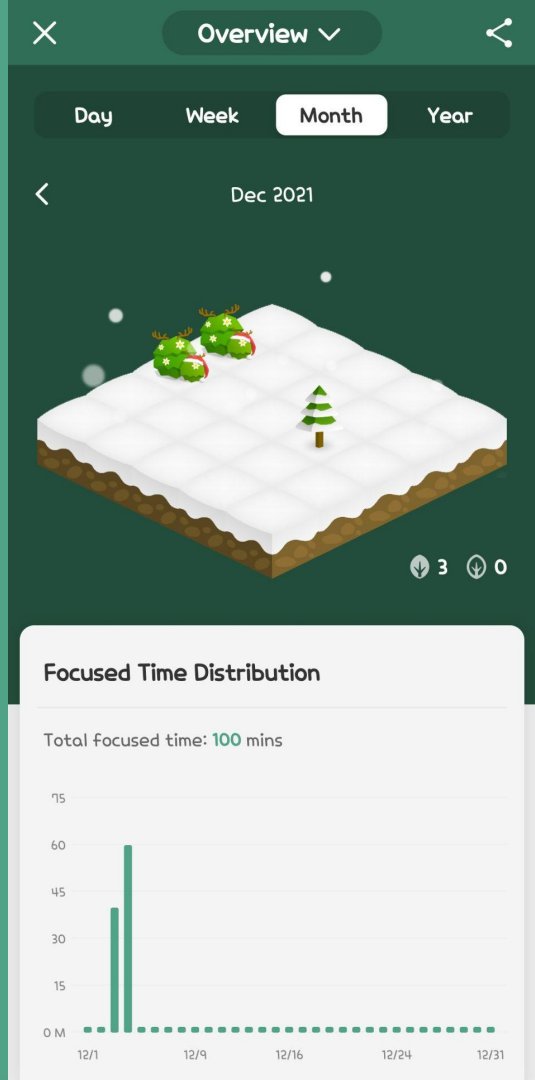 Overview
Day Week Month Year
Dec 2021
3 0
Focused Time Distribution
Total focused time: 100 mins
75
60
45
30
15
0 M
12/1 12/9 12/16 12/24 12/31